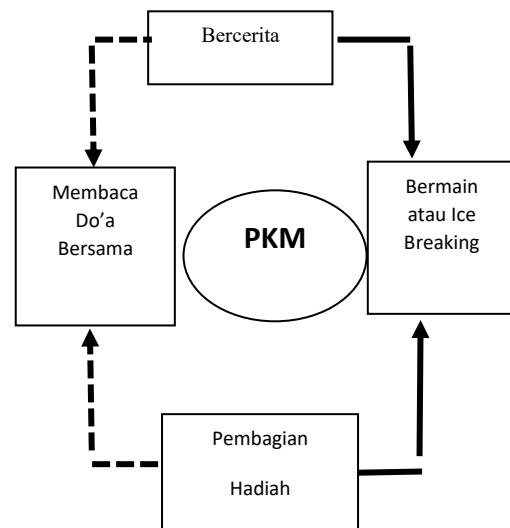 Bercerita
Membaca
Do’a
Bersama
PKM
Bermain
atau Ice
Breaking
Pembagian
Hadiah